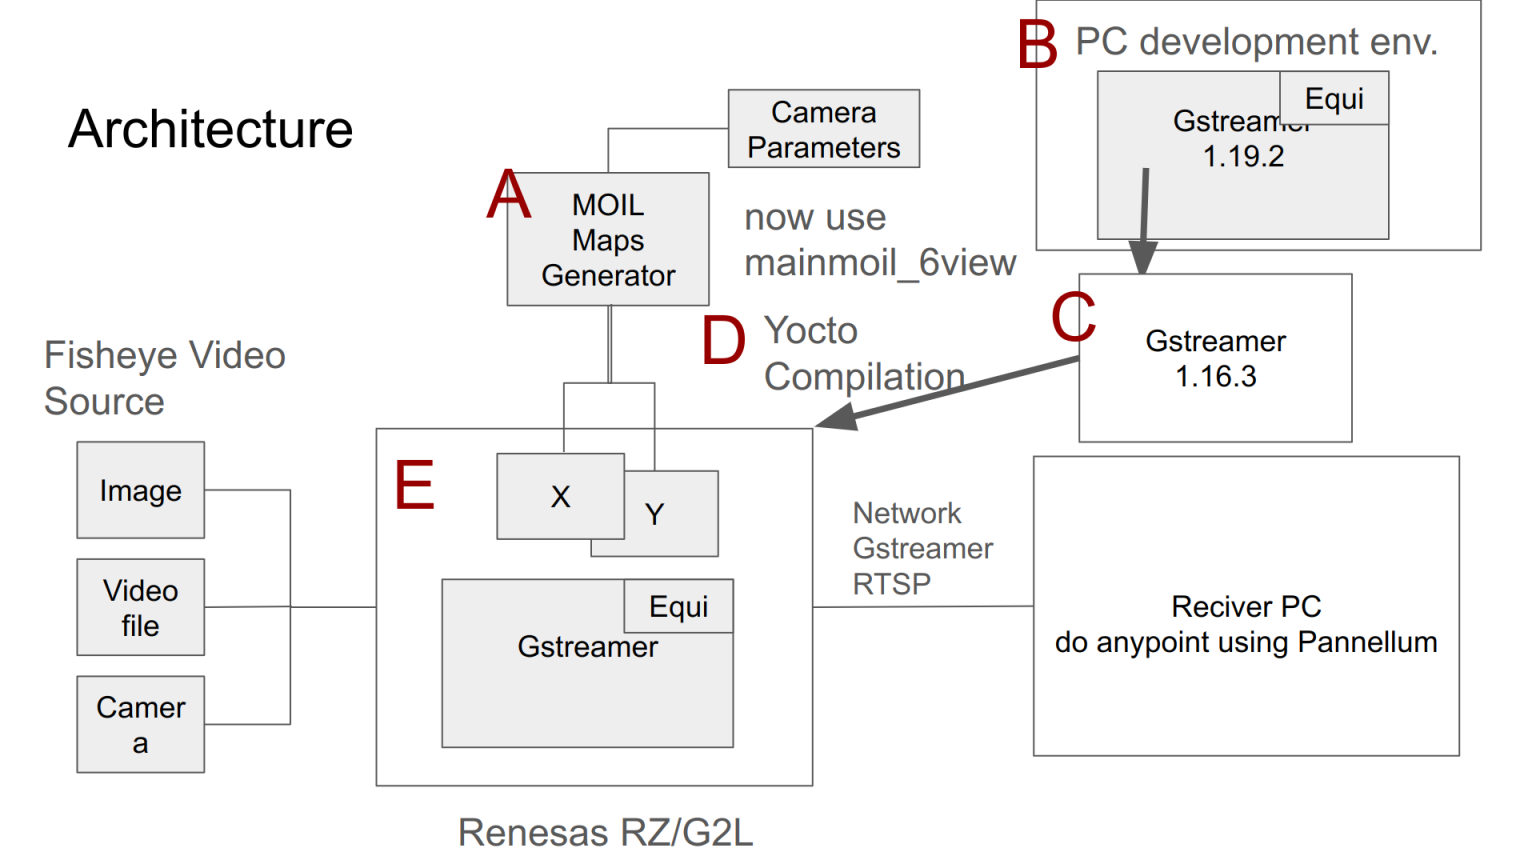 Architecture
Camera
Parameters
A
MOIL
Maps
Generator
now use
mainmoil_6view
B
PC development env.
Equi
Gstreamer
1.19.2
C
Gstreamer
1.16.3
D
Yocto
Compilation
Fisheye Video
Source
Image
Video
file
Camer
a
E
X
Y
Equi
Gstreamer
Renesas RZ/G2L
Network
Gstreamer
RTSP
Reciver PC
do anypoint using Pannellum